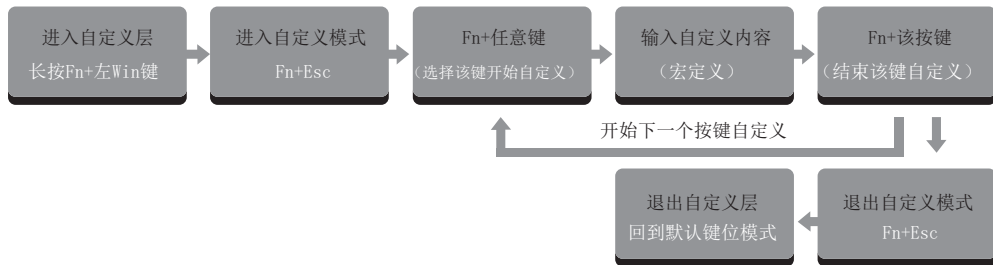 进入自定义层
长按Fn+左Win键
进入自定义模式
Fn+Esc
Fn+任意键
（选择该键开始自定义）
输入自定义内容
（宏定义）
Fn+该按键
（结束该键自定义）
开始下一个按键自定义
退出自定义层
回到默认键位模式
退出自定义模式
Fn+Esc